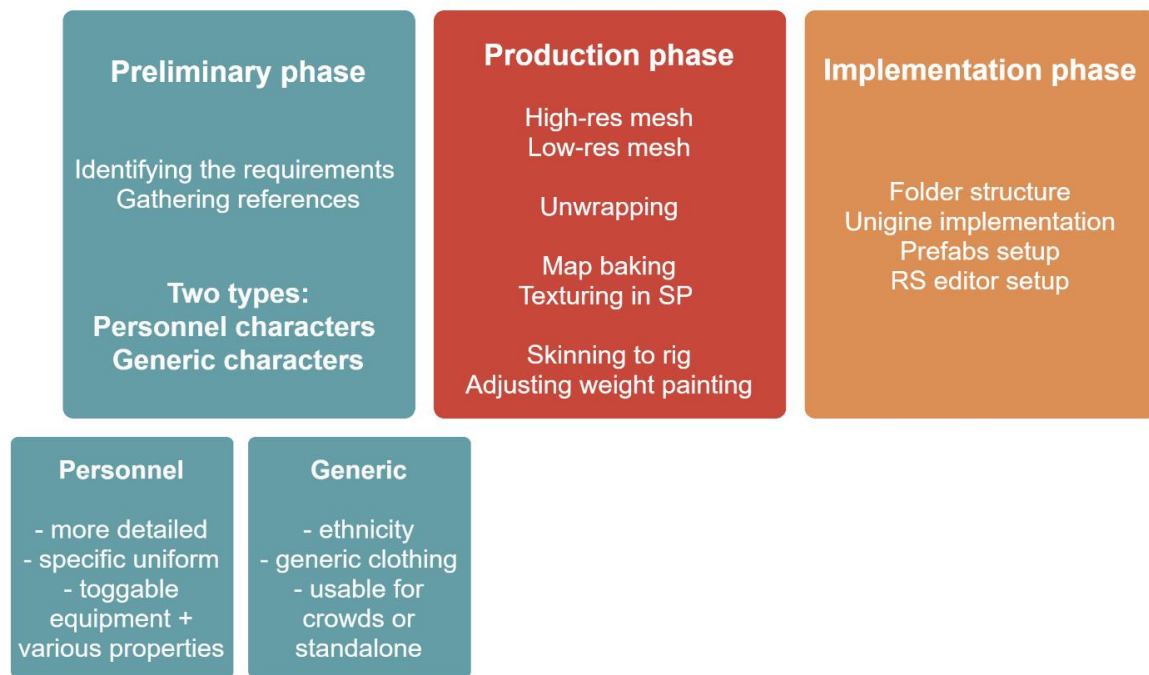 Preliminary phase
Identifying the requirements
Gathering references
Two types:
Personnel characters
Generic characters
Production phase
High-res mesh
Low-res mesh
Unwrapping
Map baking
Texturing in SP
Skinning to rig
Adjusting weight painting
Implementation phase
Folder structure
Unigine implementation
Prefabs setup
RS editor setup
Personnel
- more detailed
- specific uniform
- toggable
equipment +
various properties
Generic
- ethnicity
- generic clothing
- usable for
crowds or
standalone